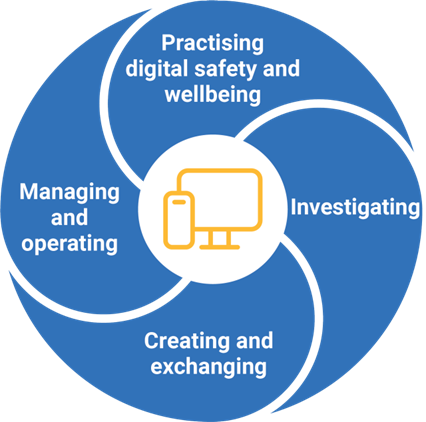 Practising
digital safety and
wellbeing
Investigating
Creating and
exchanging
Managing
and
operating